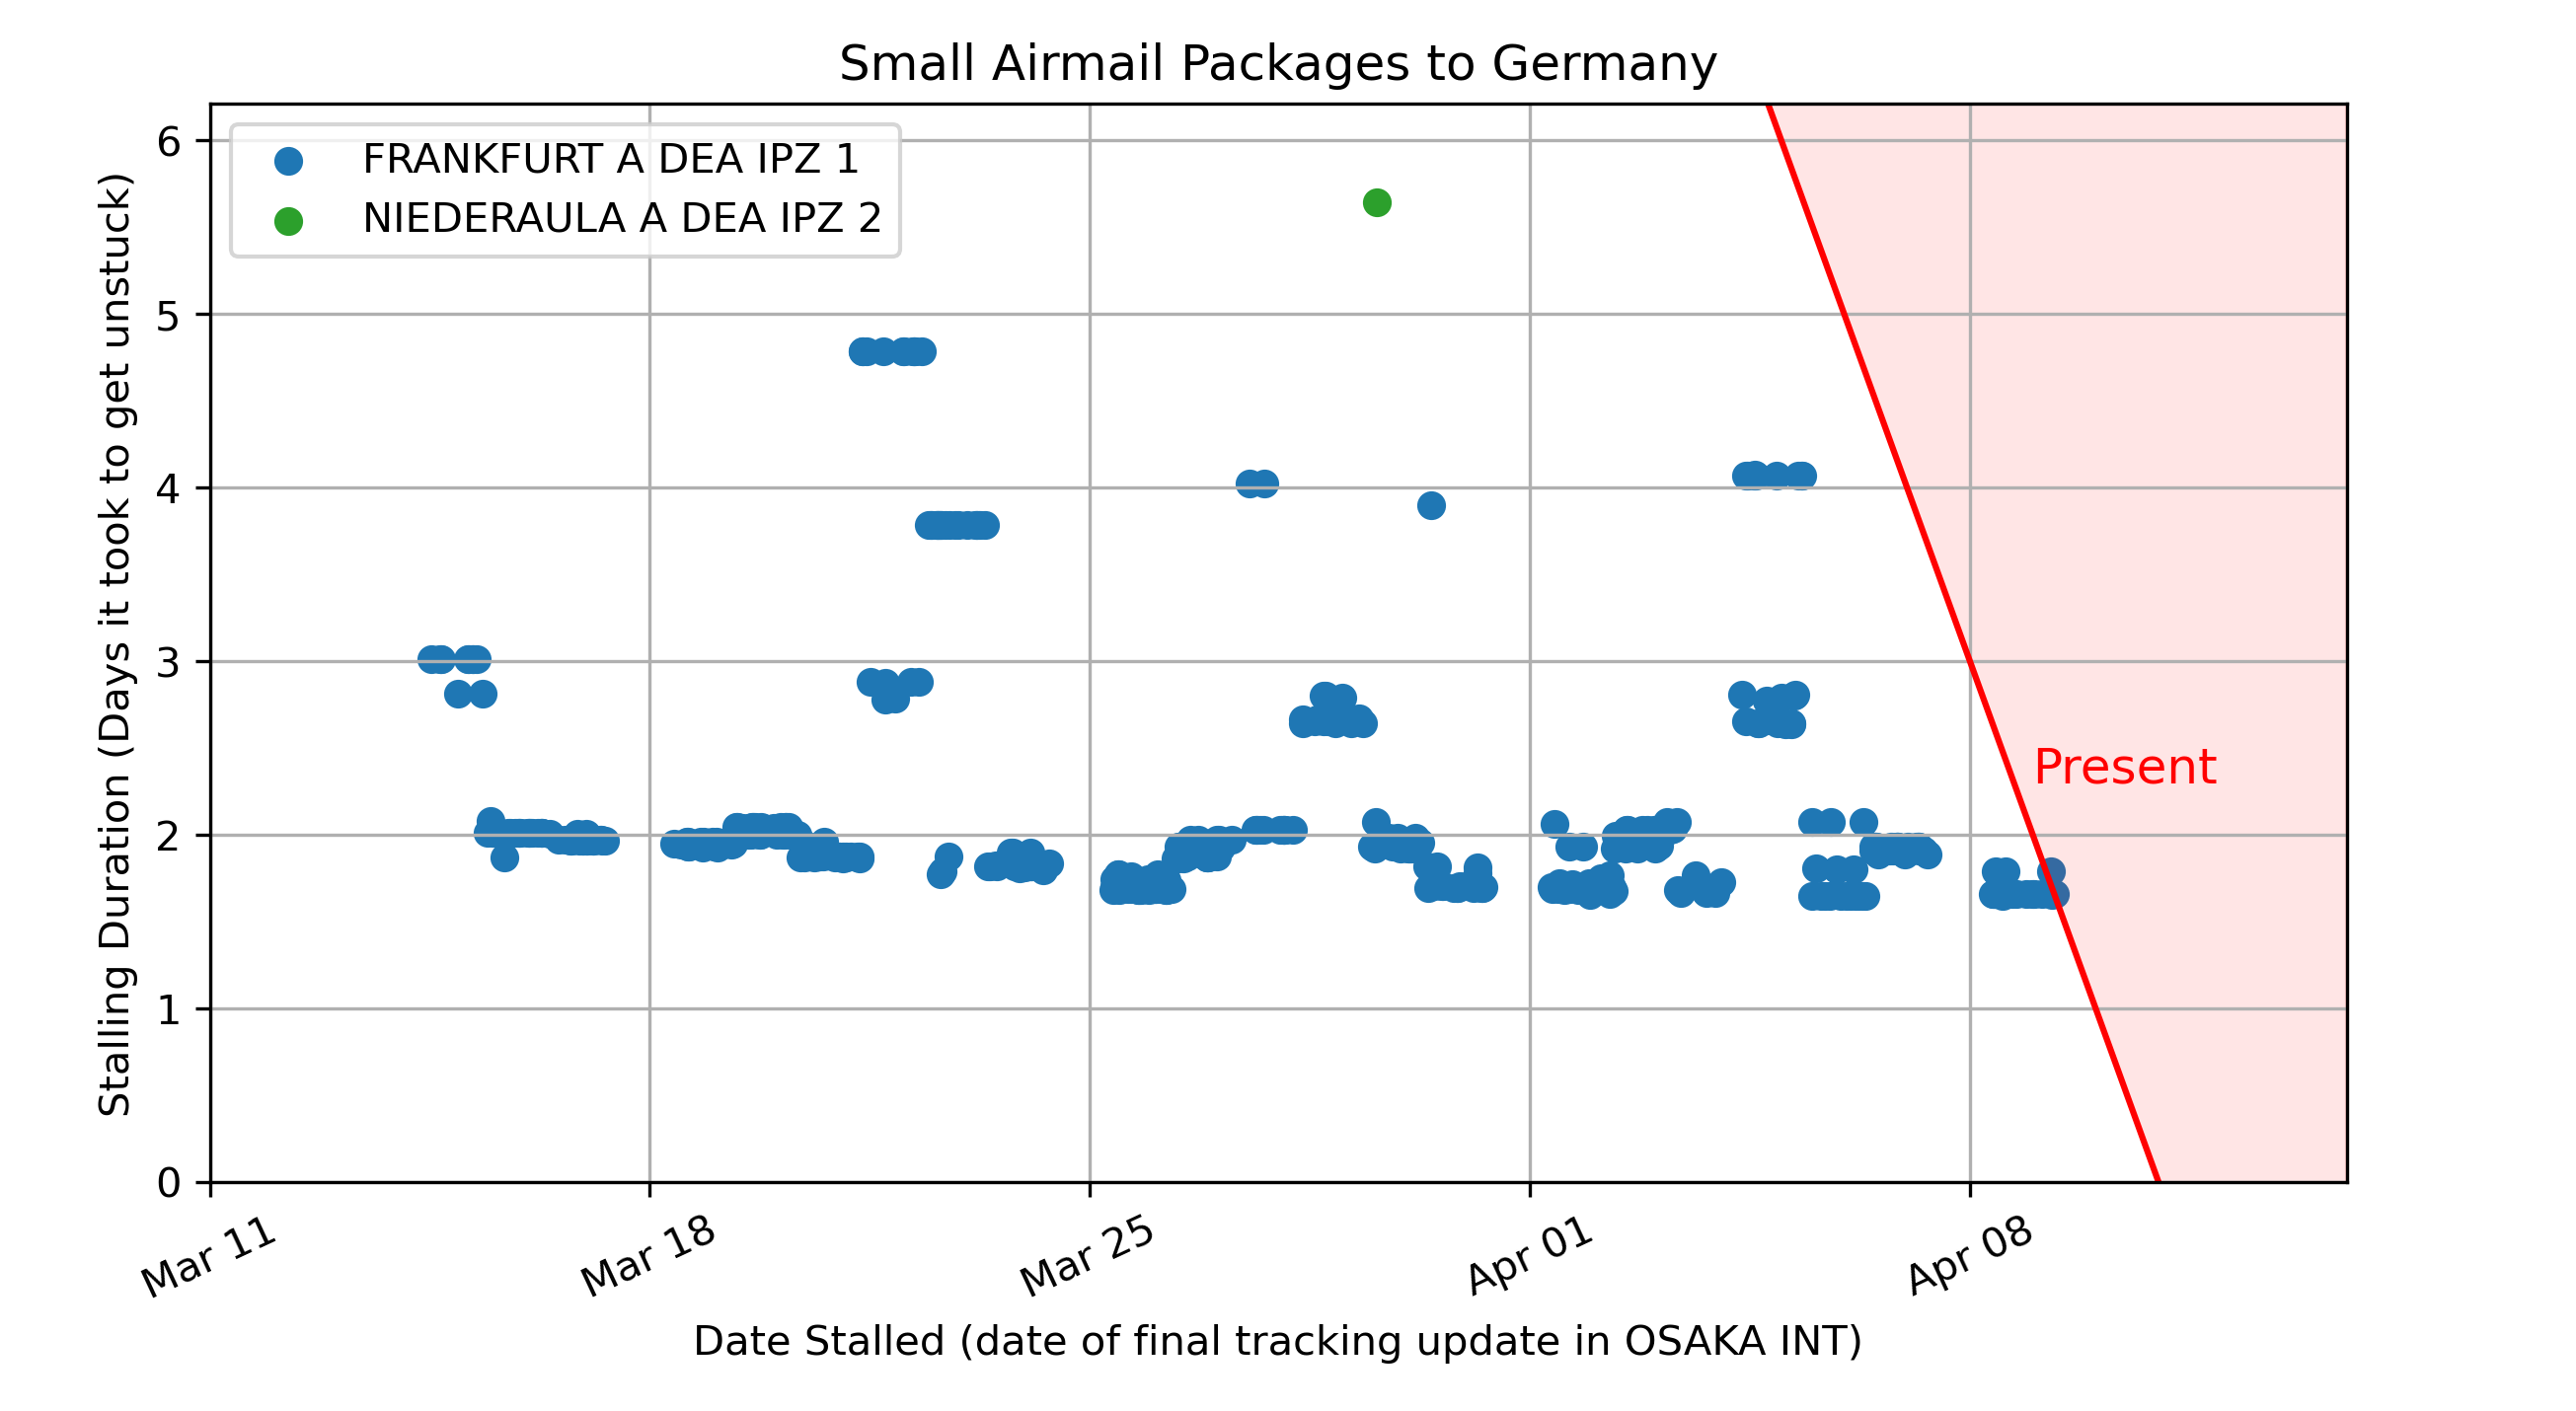 Small Airmail Packages to Germany
FRANKFURT A DEA IPZ 1
NIEDERAULA A DEA IPZ 2
Stalling Duration (Days it took to get unstuck)
6
5
4
3
2
1
0
Present
Mar 11
Mar 18
Mar 25
Apr 01
Apr 08
Date Stalled (date of final tracking update in OSAKA INT)